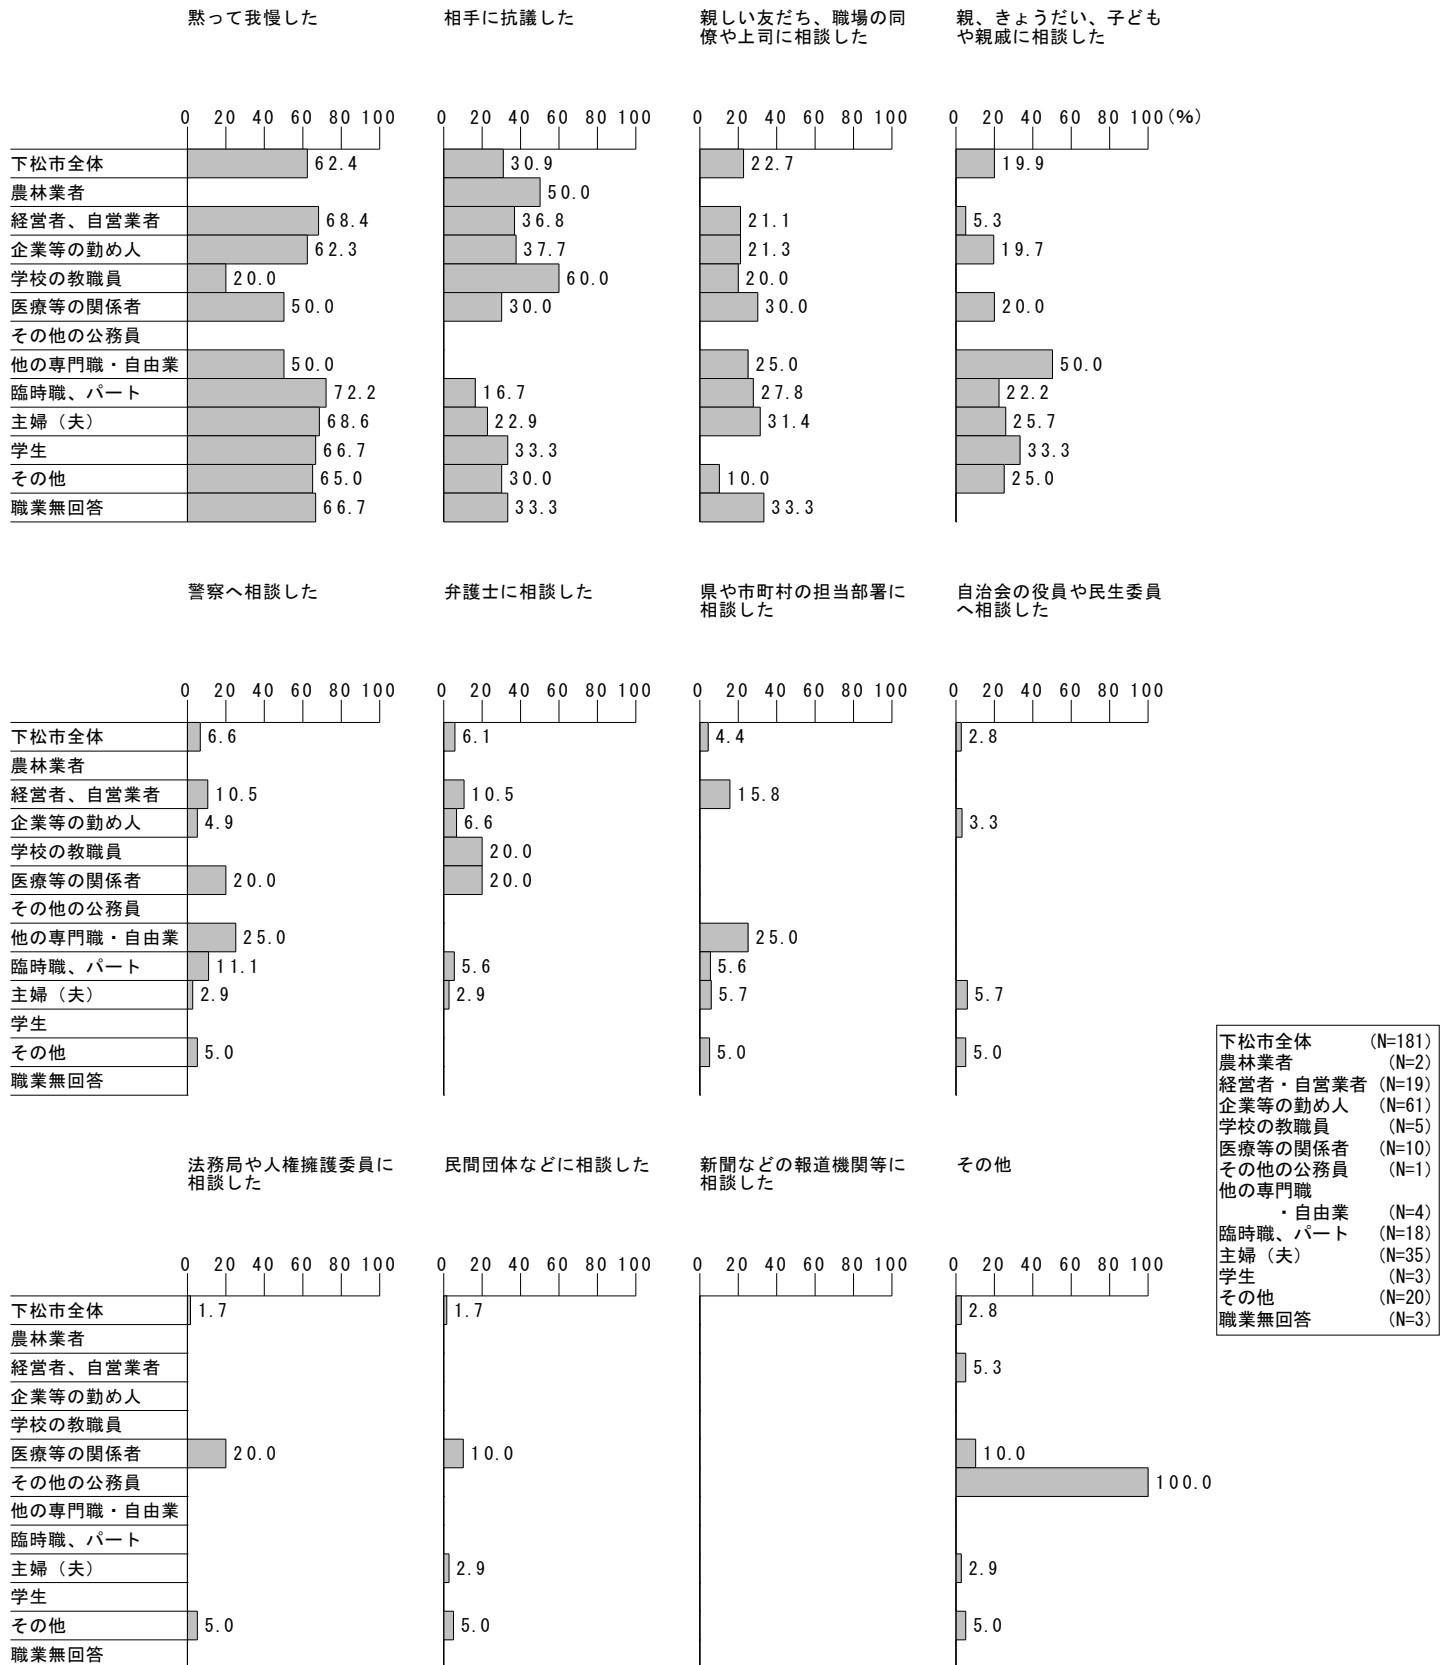 黙って我慢した
相手に抗議した
親しい友だち、職場の同
僚や上司に相談した
親、きょうだい、子ども
や親戚に相談した
0 20 40 60 80 100
0 20 40 60 80 100
0 20 40 60 80 100
0 20 40 60 80 100(%)
下松市全体 62.4 30.9 22.7 19.9
農林業者 50.0
経営者、自営業者 68.4 36.8 21.1 5.3
企業等の勤め人 62.3 37.7 21.3 19.7
学校の教職員 20.0 60.0 20.0
医療等の関係者 50.0 30.0 30.0 20.0
その他の公務員
他の専門職・自由業 50.0 25.0 50.0
臨時職、パート 72.2 16.7 27.8 22.2
主婦（夫） 68.6 22.9 31.4 25.7
学生 66.7 33.3 33.3
その他 65.0 30.0 10.0 25.0
職業無回答 66.7 33.3 33.3
警察へ相談した
弁護士に相談した
県や市町村の担当部署に
相談した
自治会の役員や民生委員
へ相談した
0 20 40 60 80 100
0 20 40 60 80 100
0 20 40 60 80 100
0 20 40 60 80 100
下松市全体 6.6 6.1 4.4 2.8
農林業者
経営者、自営業者 10.5 10.5 15.8
企業等の勤め人 4.9 6.6 3.3
学校の教職員 20.0
医療等の関係者 20.0 20.0
その他の公務員
他の専門職・自由業 25.0 25.0
臨時職、パート 11.1 5.6 5.6
主婦（夫） 2.9 2.9 5.7 5.7
学生
その他 5.0 5.0 5.0
職業無回答
下松市全体 (N=181)
農林業者 (N=2)
経営者・自営業者 (N=19)
企業等の勤め人 (N=61)
学校の教職員 (N=5)
医療等の関係者 (N=10)
その他の公務員 (N=1)
他の専門職
・自由業 (N=4)
臨時職、パート (N=18)
主婦（夫） (N=35)
学生 (N=3)
その他 (N=20)
職業無回答 (N=3)
法務局や人権擁護委員に
相談した
民間団体などに相談した
新聞などの報道機関等に
相談した
その他
0 20 40 60 80 100
0 20 40 60 80 100
0 20 40 60 80 100
0 20 40 60 80 100
下松市全体 1.7 1.7 2.8
農林業者
経営者、自営業者 5.3
企業等の勤め人
学校の教職員
医療等の関係者 20.0 10.0 10.0
その他の公務員 100.0
他の専門職・自由業
臨時職、パート
主婦（夫） 2.9 2.9
学生
その他 5.0 5.0 5.0
職業無回答